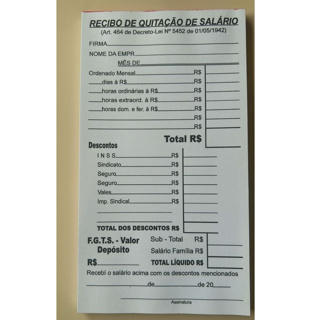 RECIBO DE QUITAÇÃO DE SALÁRIO
(Art. 464 de Decreto-Lei Nº 5452 de 01/05/1942)
FIRMA
NOME DA EMPR.
MÊS DE
Ordenado Mensal R$
dias à R$ R$
horas ordinárias à R$ R$
horas extraord. à R$ R$
horas dom. e fer. à R$ R$
R$
R$
Total R$
Descontos
I N S S R$
Sindicato R$
Seguro R$
Seguro R$
Vales R$
Imp. Sindical R$
TOTAL DOS DESCONTOS R$
F.G.T.S. - Valor Sub - Total R$
Depósito Salário Família R$
R$ TOTAL LÍQUIDO R$
Recebí o salário acima com os descontos mencionados
de de 20
Assinatura